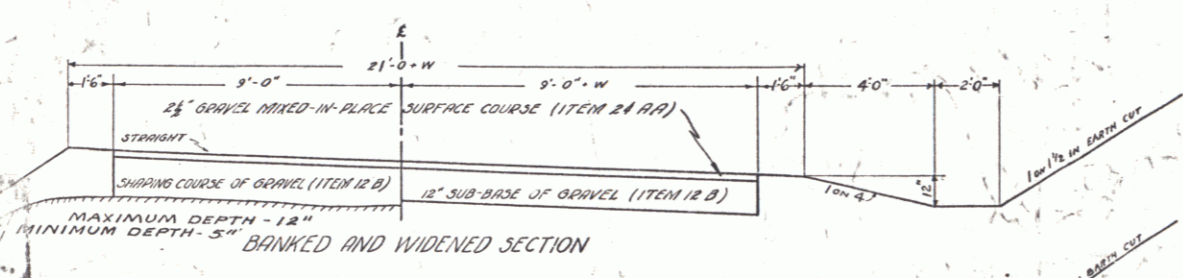 ℄
21'-0 + W
1'6" 9'-0" 9'-0" + W 1'6" 4'0" 2'0"
2½" GRAVEL MIXED-IN-PLACE SURFACE COURSE (ITEM 24 AA)
STRAIGHT
SHAPING COURSE OF GRAVEL (ITEM 12 B)
12" SUB-BASE OF GRAVEL (ITEM 12 B)
1 ON 4
12"
1 ON 1½ IN EARTH CUT
MAXIMUM DEPTH - 12"
MINIMUM DEPTH - 5"
BANKED AND WIDENED SECTION
EARTH CUT